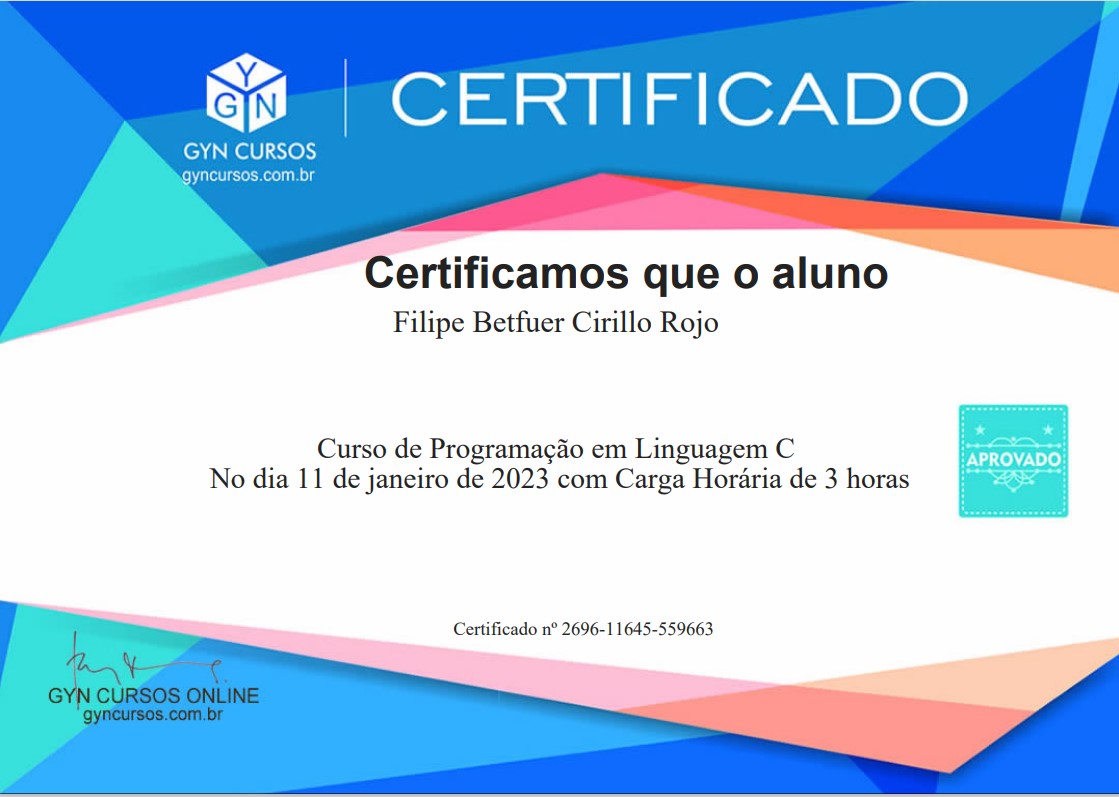 Y
G N
GYN CURSOS
gyncursos.com.br
CERTIFICADO
Certificamos que o aluno
Filipe Betfuer Cirillo Rojo
Curso de Programação em Linguagem C
No dia 11 de janeiro de 2023 com Carga Horária de 3 horas
APROVADO
Certificado nº 2696-11645-559663
GYN CURSOS ONLINE
gyncursos.com.br